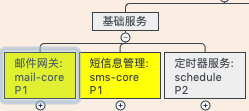 基础服务
邮件网关:
mail-core
P1
短信息管理:
sms-core
P1
定时器服务:
schedule
P2